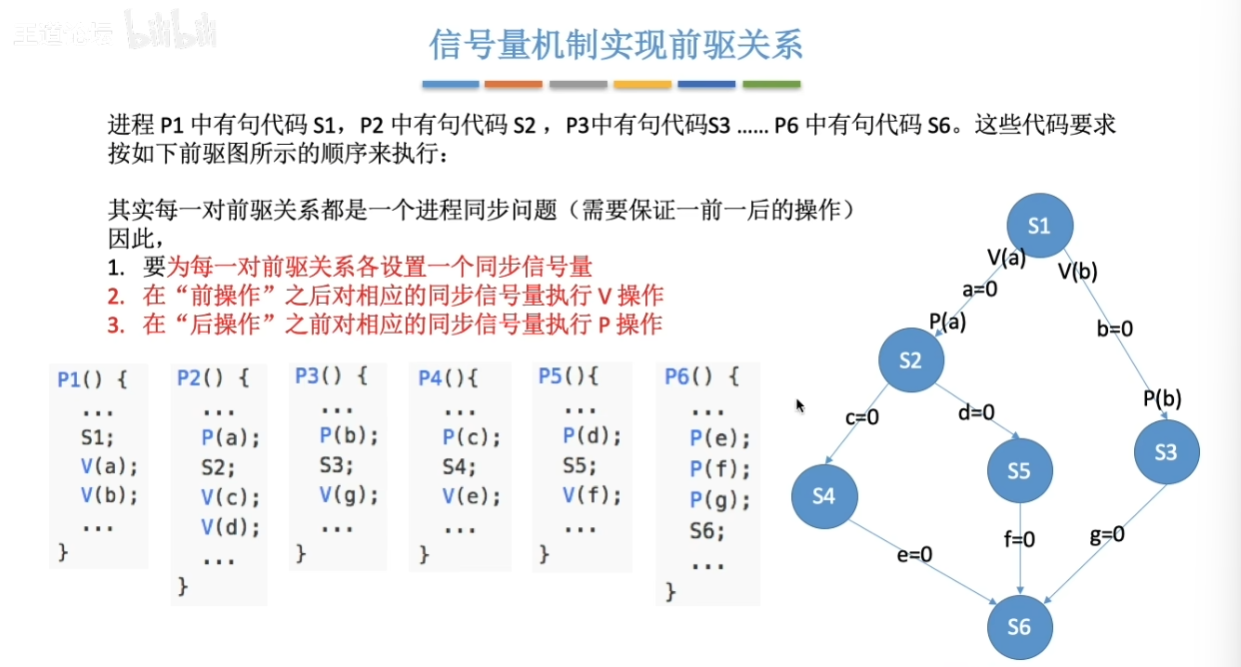 王道论坛 bilibili
信号量机制实现前驱关系
进程 P1 中有句代码 S1，P2 中有句代码 S2 ，P3中有句代码S3 …… P6 中有句代码 S6。这些代码要求
按如下前驱图所示的顺序来执行：
其实每一对前驱关系都是一个进程同步问题（需要保证一前一后的操作）
因此，
1. 要为每一对前驱关系各设置一个同步信号量
2. 在“前操作”之后对相应的同步信号量执行 V 操作
3. 在“后操作”之前对相应的同步信号量执行 P 操作
P1() {
...
S1;
V(a);
V(b);
...
}
P2() {
...
P(a);
S2;
V(c);
V(d);
...
}
P3() {
...
P(b);
S3;
V(g);
...
}
P4(){
...
P(c);
S4;
V(e);
...
}
P5(){
...
P(d);
S5;
V(f);
...
}
P6() {
...
P(e);
P(f);
P(g);
S6;
...
}
S1
V(a)
V(b)
a=0
P(a)
b=0
S2
P(b)
c=0
d=0
S3
S5
S4
f=0
g=0
e=0
S6